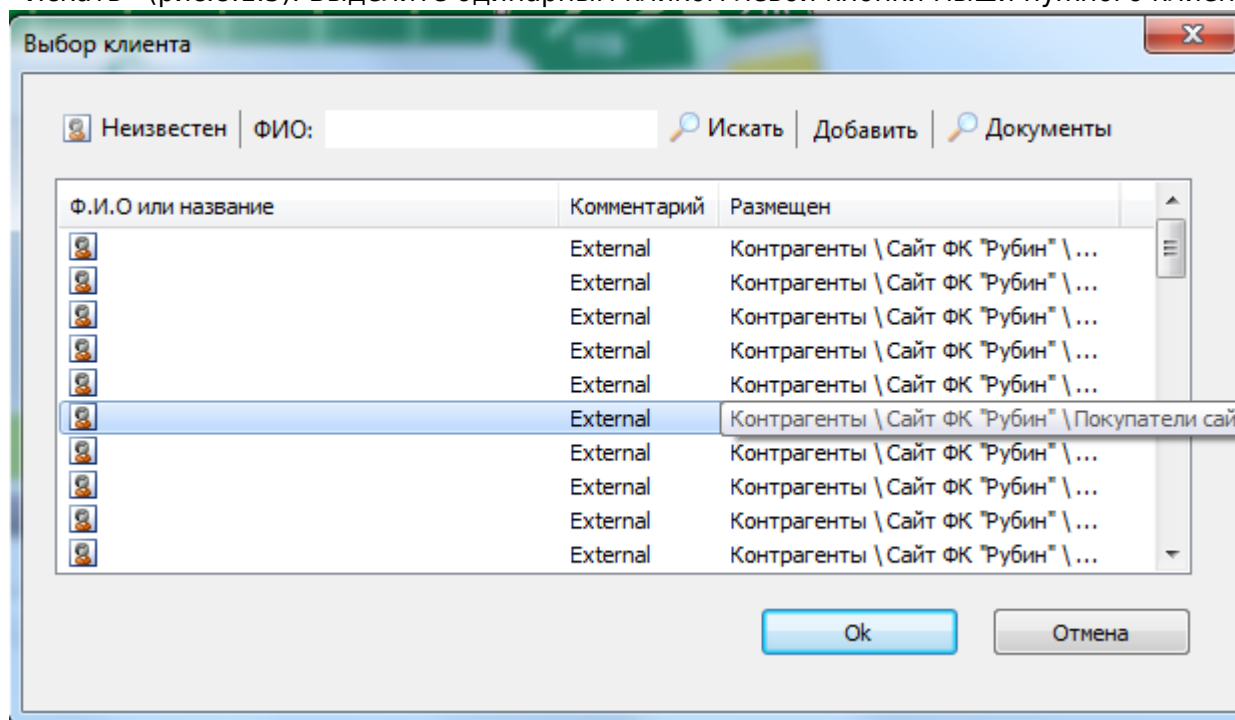 Выбор клиента
Неизвестен ФИО: Искать Добавить Документы
Ф.И.О или название Комментарий Размещен
External Контрагенты \ Сайт ФК "Рубин" \ ...
External Контрагенты \ Сайт ФК "Рубин" \ ...
External Контрагенты \ Сайт ФК "Рубин" \ ...
External Контрагенты \ Сайт ФК "Рубин" \ ...
External Контрагенты \ Сайт ФК "Рубин" \ ...
External Контрагенты \ Сайт ФК "Рубин" \ Покупатели сай
External Контрагенты \ Сайт ФК "Рубин" \ ...
External Контрагенты \ Сайт ФК "Рубин" \ ...
External Контрагенты \ Сайт ФК "Рубин" \ ...
External Контрагенты \ Сайт ФК "Рубин" \ ...
Ok Отмена